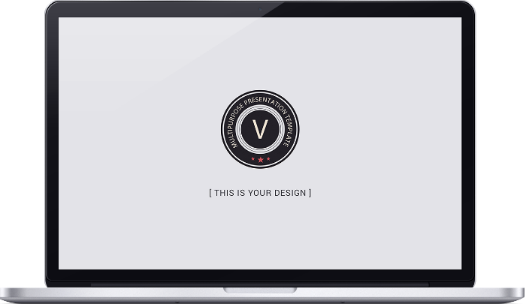 MULTIPURPOSE PRESENTATION TEMPLATE
V
[ THIS IS YOUR DESIGN ]